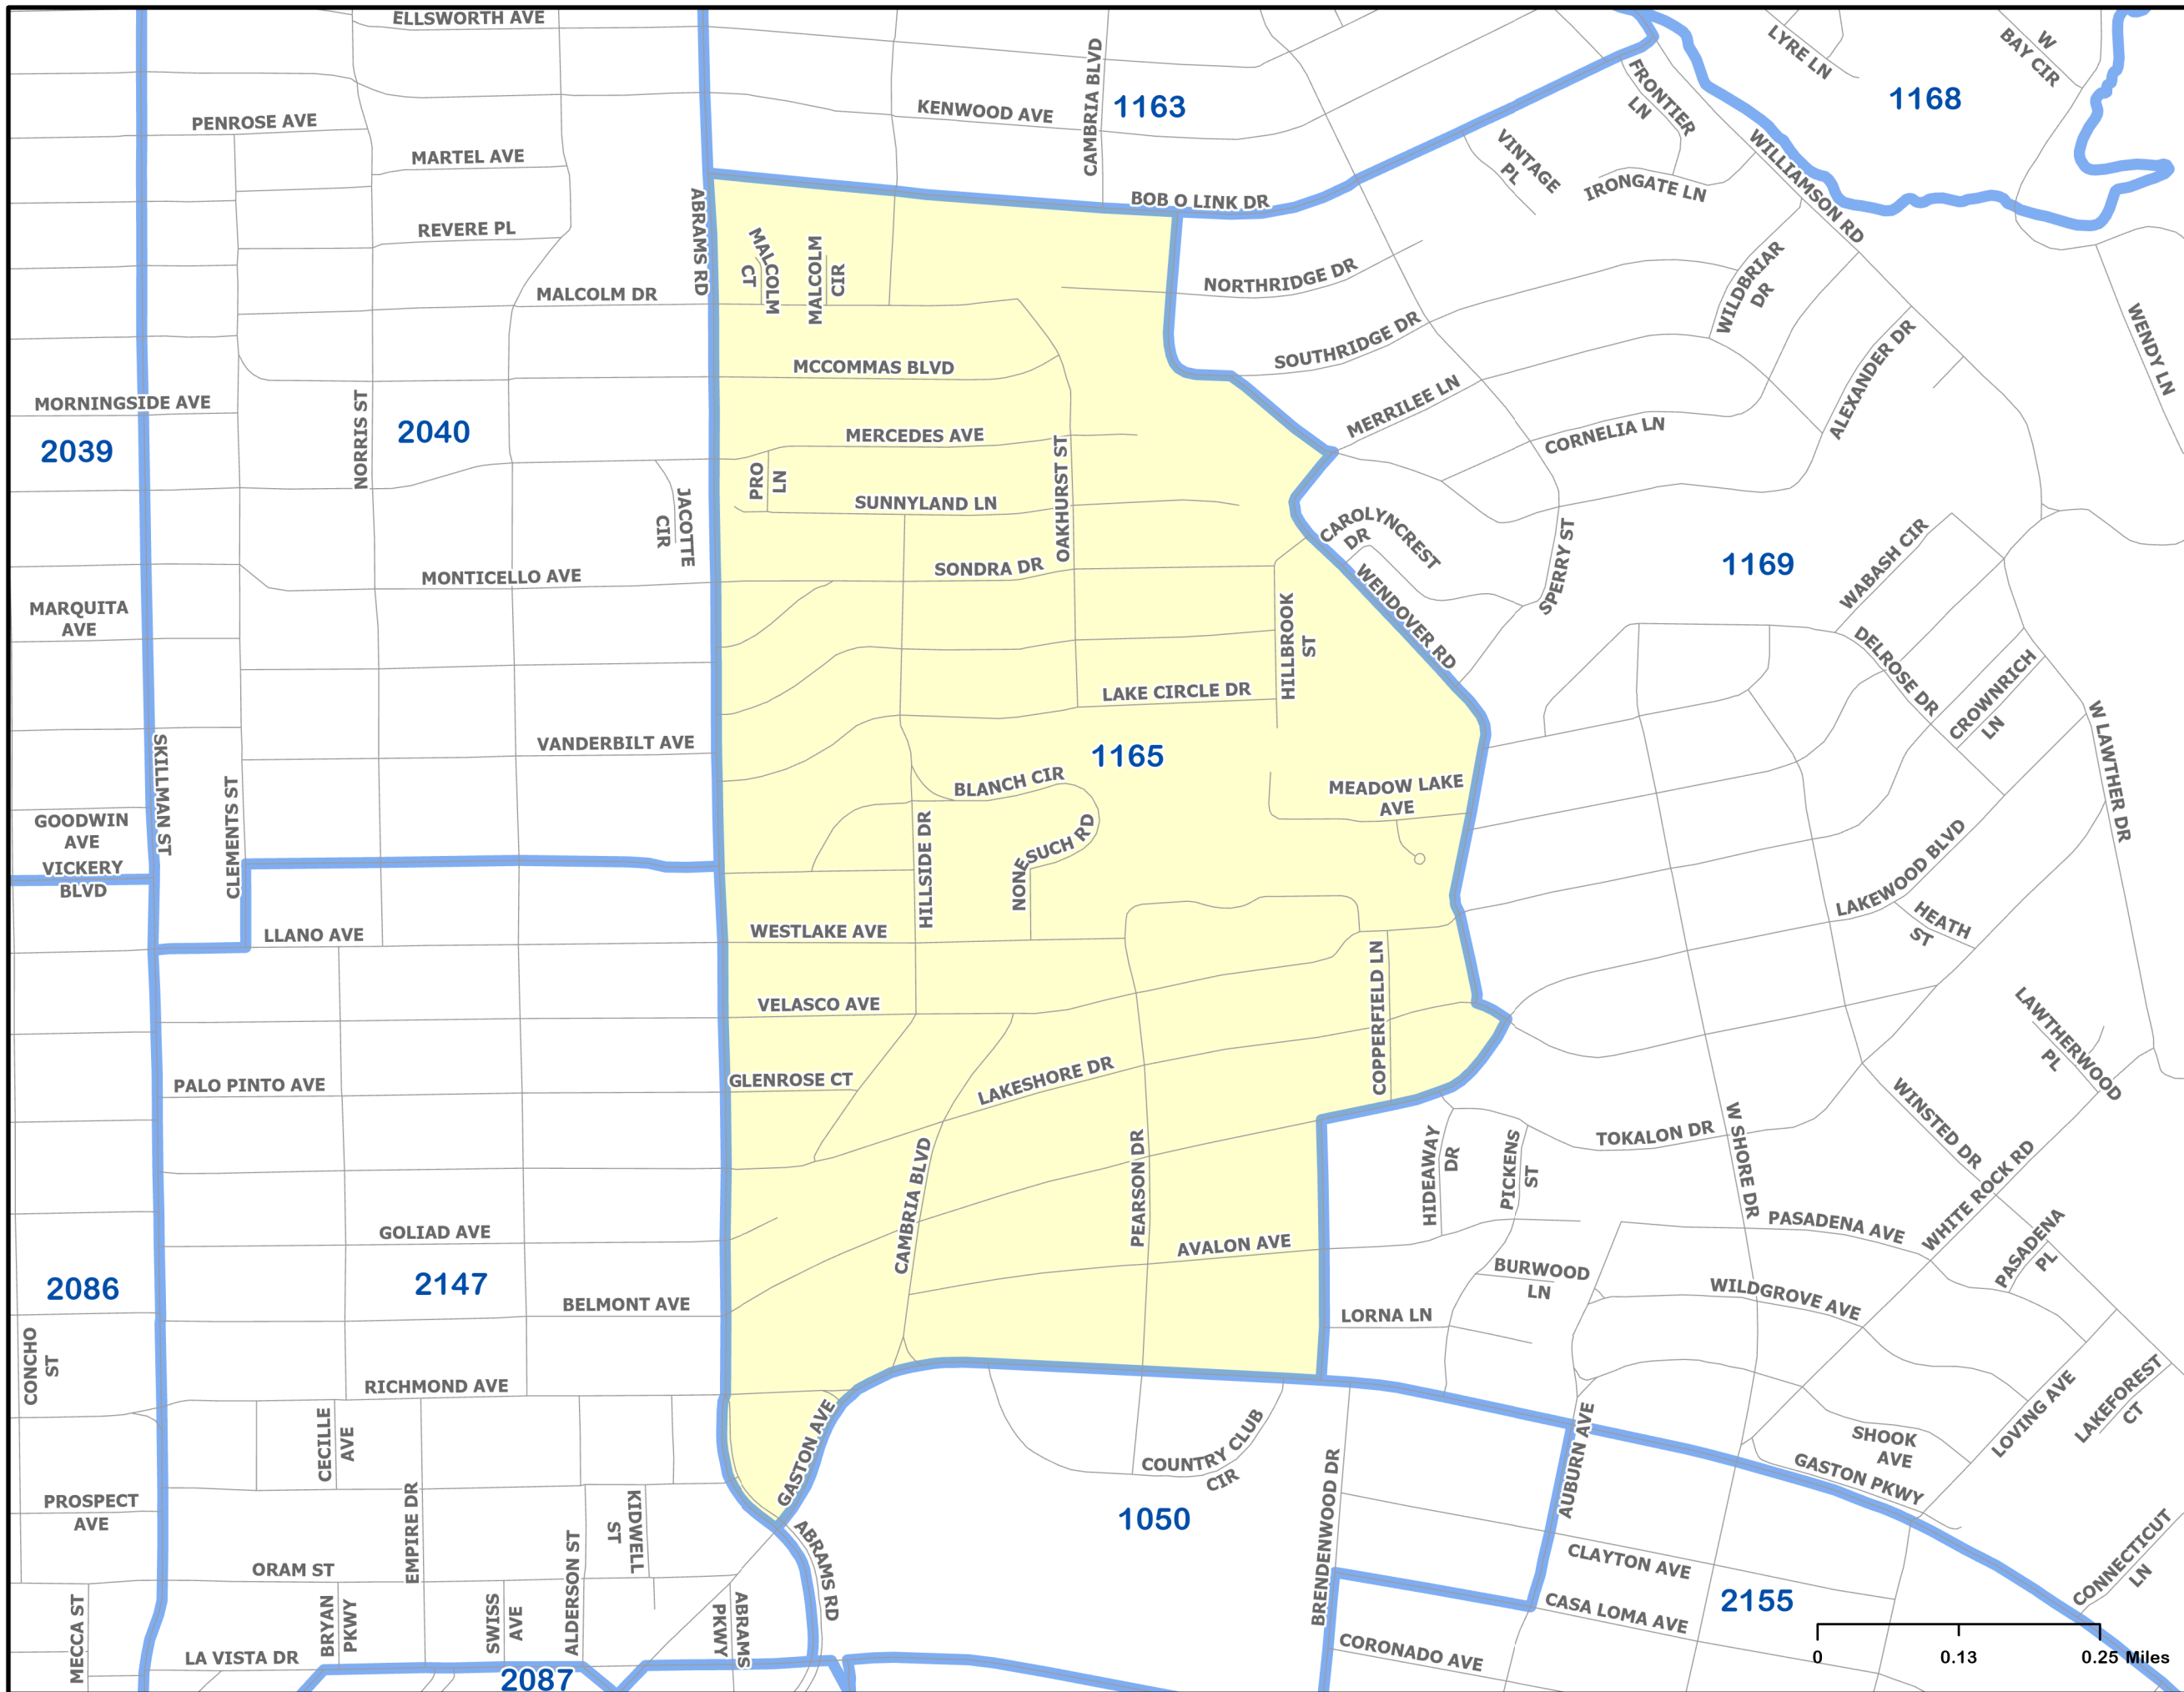 ELLSWORTH AVE
PENROSE AVE
MARTEL AVE
REVERE PL
MALCOLM DR
MORNINGSIDE AVE
2039
2040
NORRIS ST
JACOTTE
CIR
MONTICELLO AVE
MARQUITA
AVE
VANDERBILT AVE
SKILLMAN ST
CLEMENTS ST
GOODWIN
AVE
VICKERY
BLVD
LLANO AVE
PALO PINTO AVE
GOLIAD AVE
2086
2147
BELMONT AVE
CONCHO
ST
RICHMOND AVE
CECILLE
AVE
PROSPECT
AVE
EMPIRE DR
KIDWELL
ST
ORAM ST
ALDERSON ST
SWISS
AVE
BRYAN
PKWY
MECCA ST
LA VISTA DR
2087
ABRAMS
PKWY
ABRAMS RD
ABRAMS RD
KENWOOD AVE
CAMBRIA BLVD
1163
BOB O LINK DR
MALCOLM
CT
MALCOLM
CIR
MCCOMMAS BLVD
MERCEDES AVE
PRO
LN
SUNNYLAND LN
OAKHURST ST
SONDRA DR
HILLBROOK
ST
LAKE CIRCLE DR
1165
BLANCH CIR
NONESUCH RD
HILLSIDE DR
MEADOW LAKE
AVE
WESTLAKE AVE
VELASCO AVE
COPPERFIELD LN
GLENROSE CT
LAKESHORE DR
CAMBRIA BLVD
PEARSON DR
AVALON AVE
GASTON AVE
COUNTRY CLUB
CIR
1050
BRENDENWOOD DR
LYRE LN
W
BAY CIR
1168
FRONTIER
LN
VINTAGE
PL
IRONGATE LN
WILLIAMSON RD
NORTHRIDGE DR
SOUTHRIDGE DR
WILDBRIAR
DR
WENDY LN
ALEXANDER DR
MERRILEE LN
CORNELIA LN
CAROLYNCREST
DR
WENDOVER RD
SPERRY ST
1169
WABASH CIR
DELROSE DR
CROWNRICH
LN
W LAWTHER DR
LAKEWOOD BLVD
HEATH
ST
LAWTHERWOOD
PL
WINSTED DR
W SHORE DR
TOKALON DR
HIDEAWAY
DR
PICKENS
ST
WHITE ROCK RD
PASADENA AVE
PASADENA
PL
BURWOOD
LN
WILDGROVE AVE
LORNA LN
LOVING AVE
LAKEFOREST
CT
SHOOK
AVE
GASTON PKWY
AUBURN AVE
CLAYTON AVE
CASA LOMA AVE
CORONADO AVE
2155
CONNECTICUT
LN
0 0.13 0.25 Miles